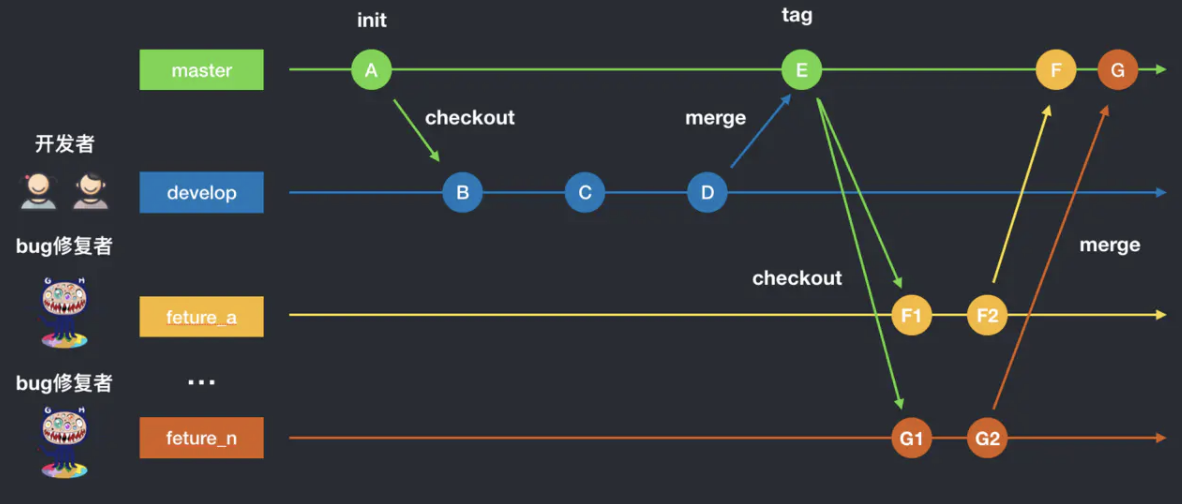 init
tag
master
A
E
F
G
checkout
merge
开发者
develop
B
C
D
bug修复者
merge
checkout
feture_a
F1
F2
bug修复者
...
feture_n
G1
G2